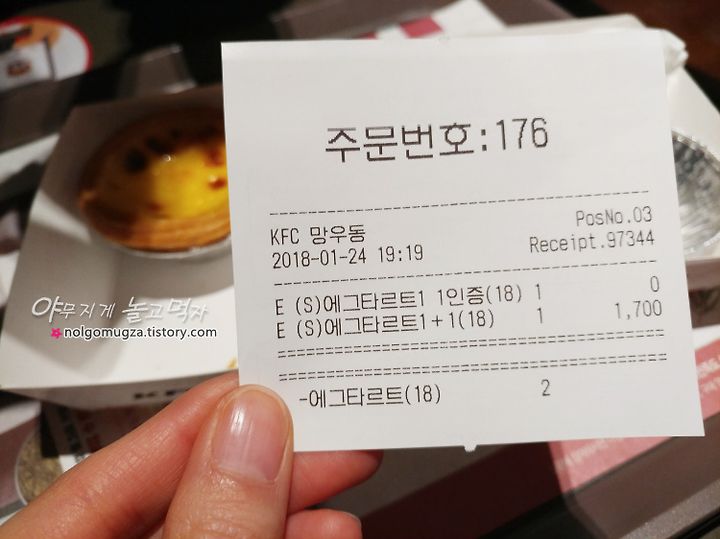 주문번호:176
KFC 망우동 PosNo.03
2018-01-24 19:19 Receipt.97344
E (S)에그타르트1 1인증(18) 1 0
E (S)에그타르트1+1(18) 1 1,700
-에그타르트(18) 2
야무지게 놀고먹자
nolgomugza.tistory.com